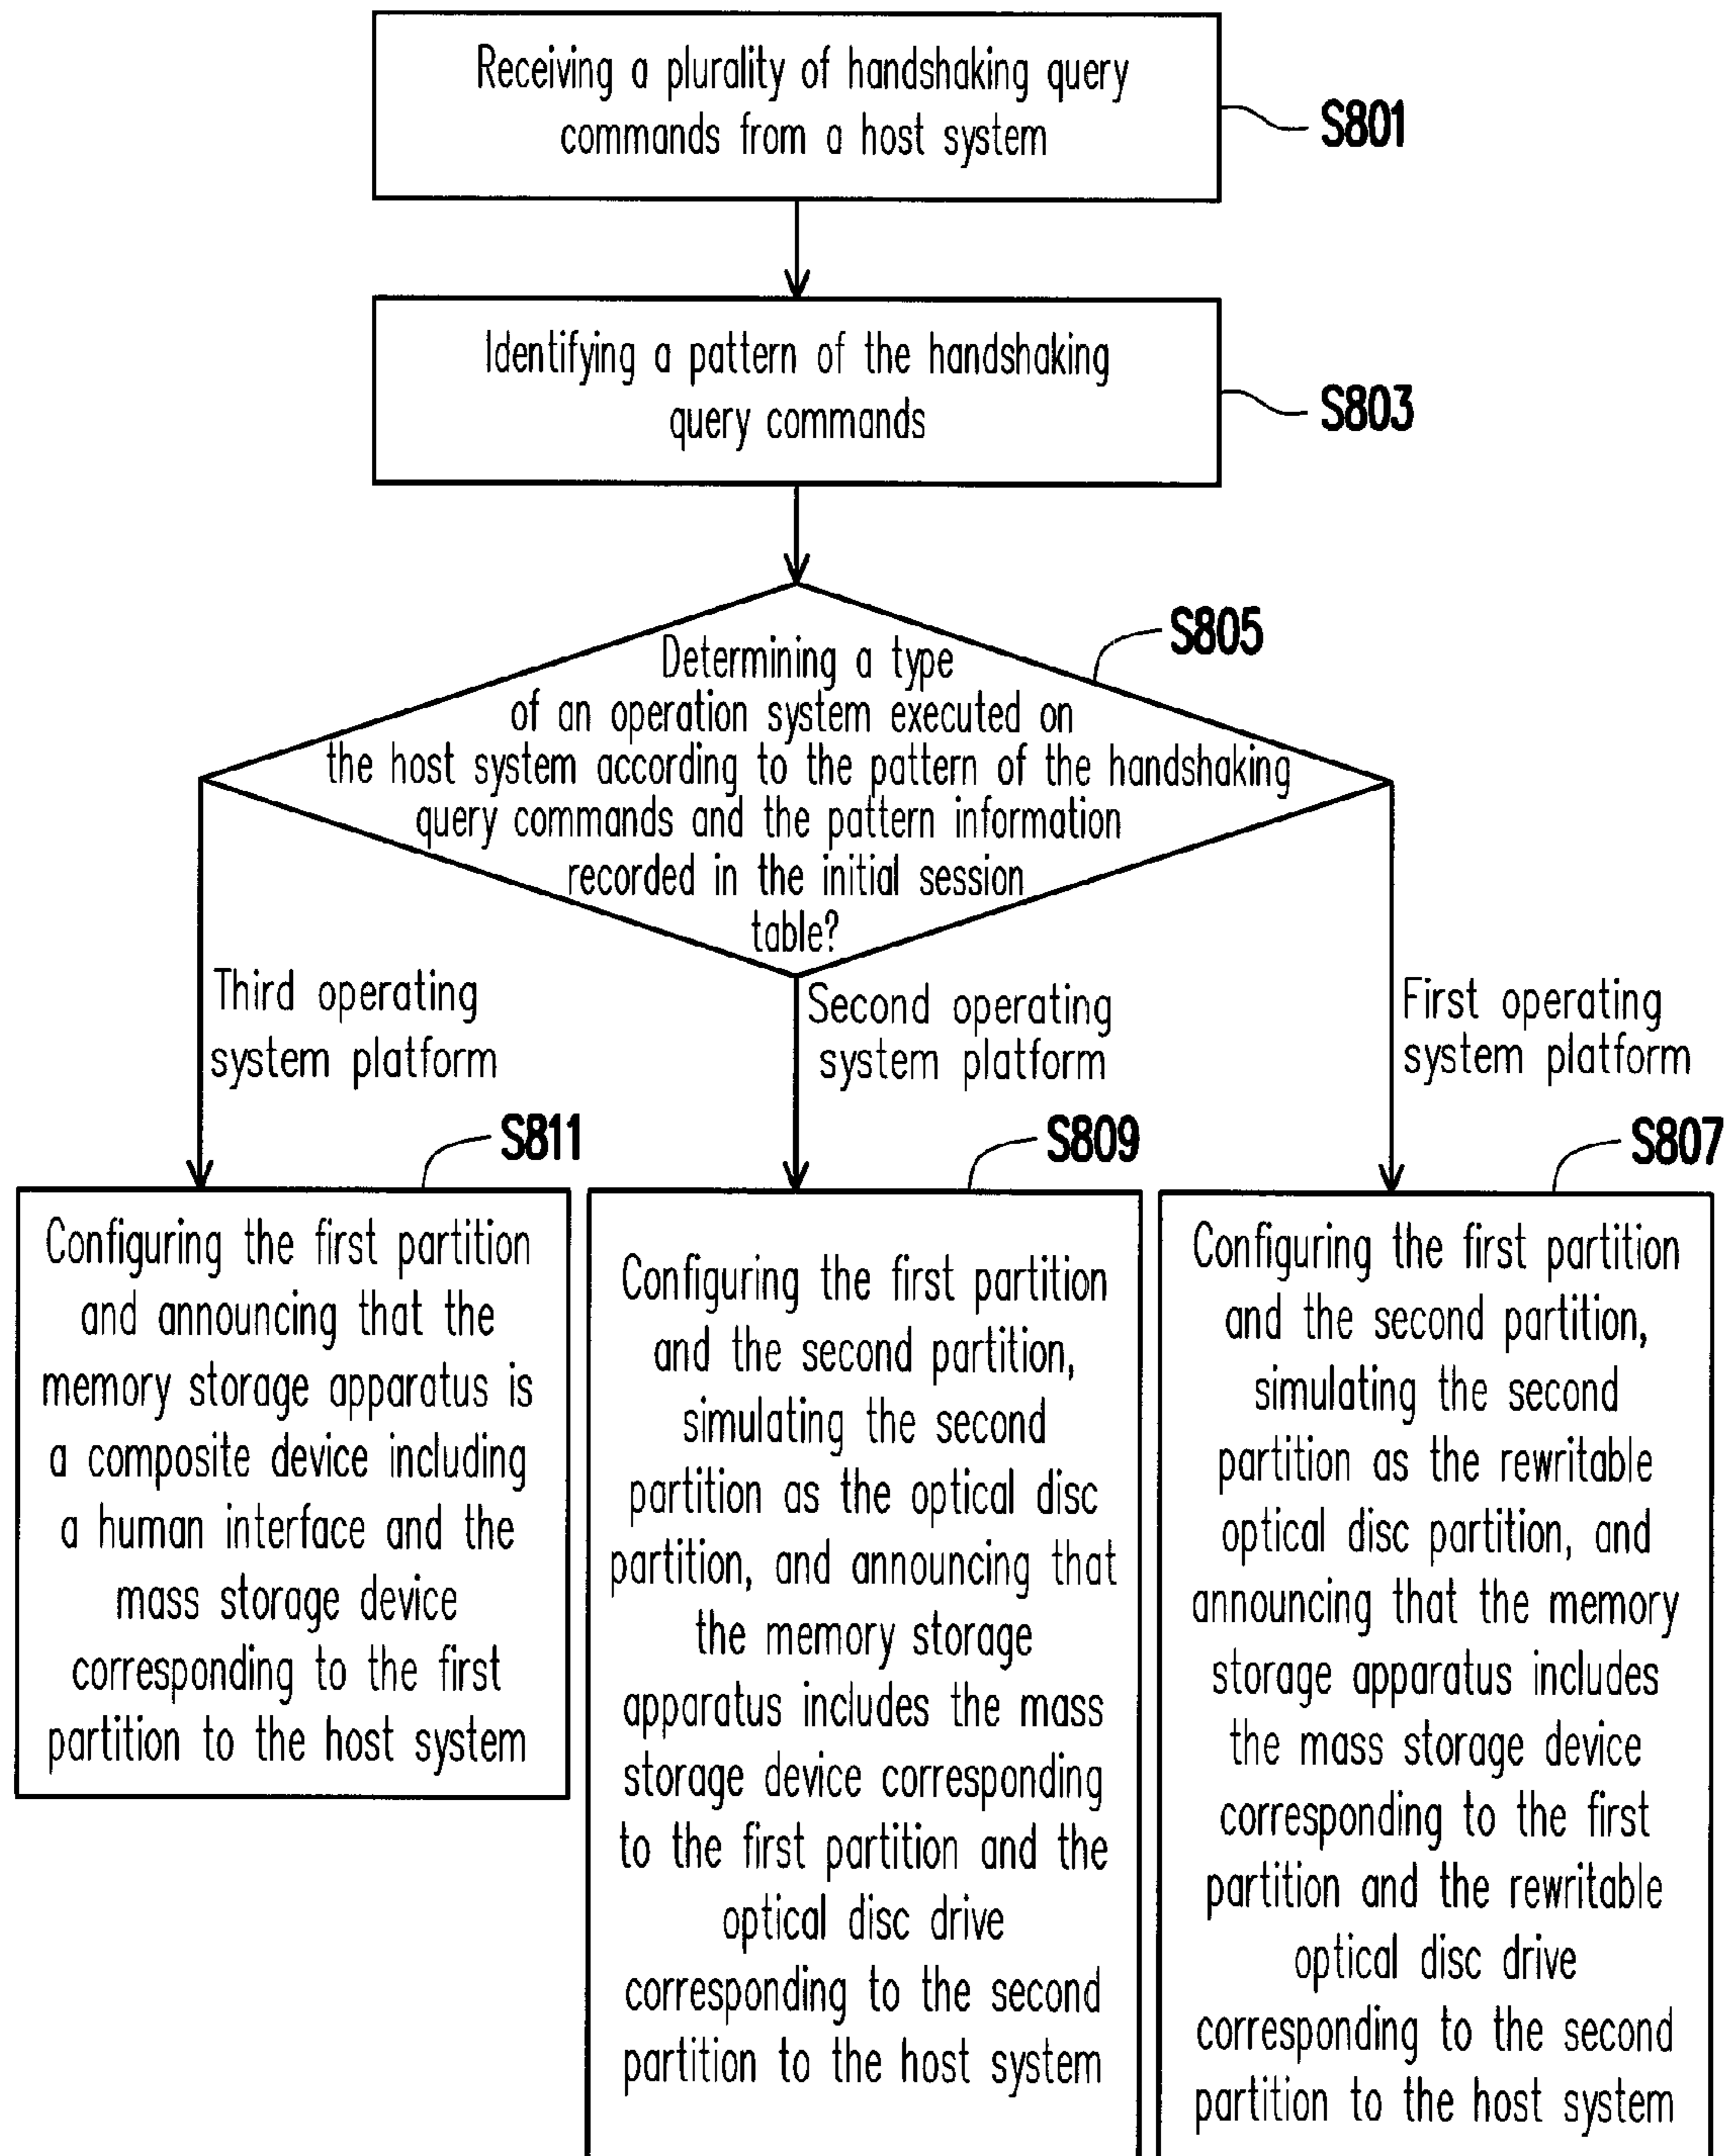 Receiving a plurality of handshaking query
commands from a host system
S801
Identifying a pattern of the handshaking
query commands
S803
S805
Determining a type
of an operation system executed on
the host system according to the pattern of the handshaking
query commands and the pattern information
recorded in the initial session
table?
Third operating
system platform
Second operating
system platform
First operating
system platform
S811
Configuring the first partition
and announcing that the
memory storage apparatus is
a composite device including
a human interface and the
mass storage device
corresponding to the first
partition to the host system
S809
Configuring the first partition
and the second partition,
simulating the second
partition as the optical disc
partition, and announcing that
the memory storage
apparatus includes the mass
storage device corresponding
to the first partition and the
optical disc drive
corresponding to the second
partition to the host system
S807
Configuring the first partition
and the second partition,
simulating the second
partition as the rewritable
optical disc partition, and
announcing that the memory
storage apparatus includes
the mass storage device
corresponding to the first
partition and the rewritable
optical disc drive
corresponding to the second
partition to the host system